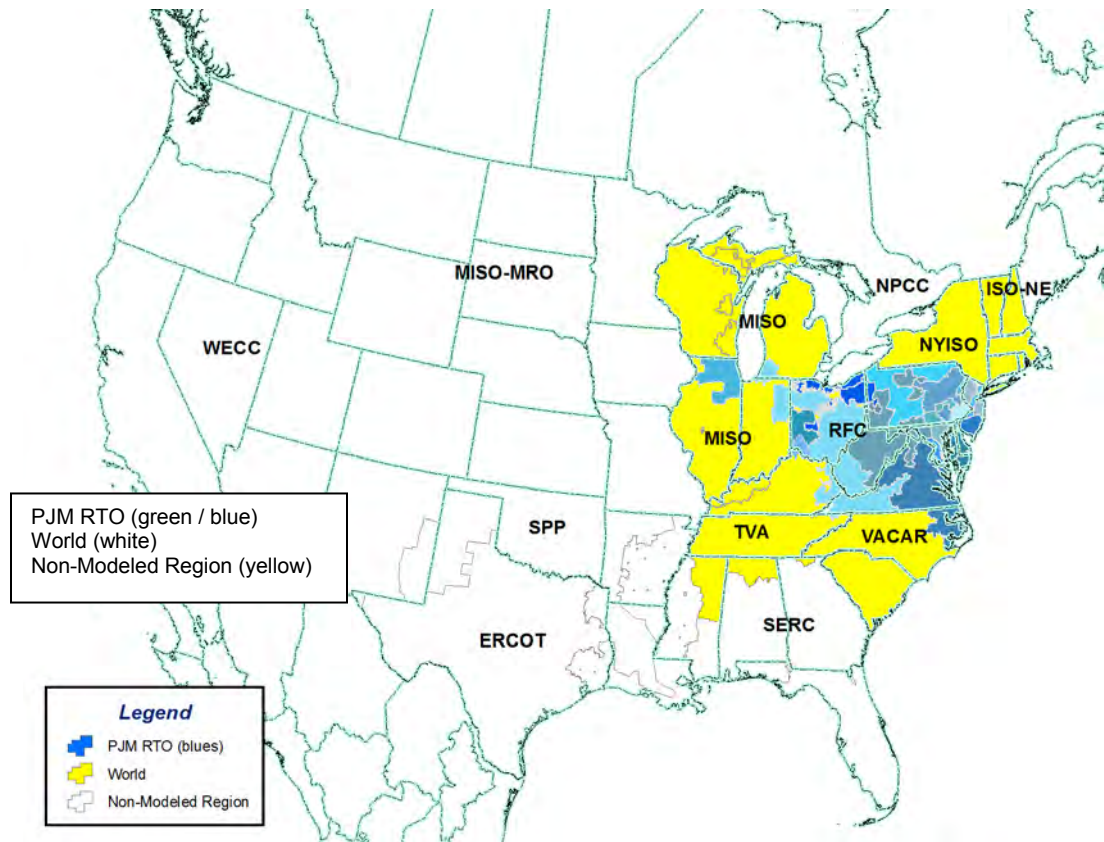 NPCC
MISO-MRO
ISO-NE
MISO
WECC
NYISO
MISO
RFC
PJM RTO (green / blue)
World (white)
Non-Modeled Region (yellow)
SPP
TVA
VACAR
SERC
ERCOT
Legend
PJM RTO (blues)
World
Non-Modeled Region